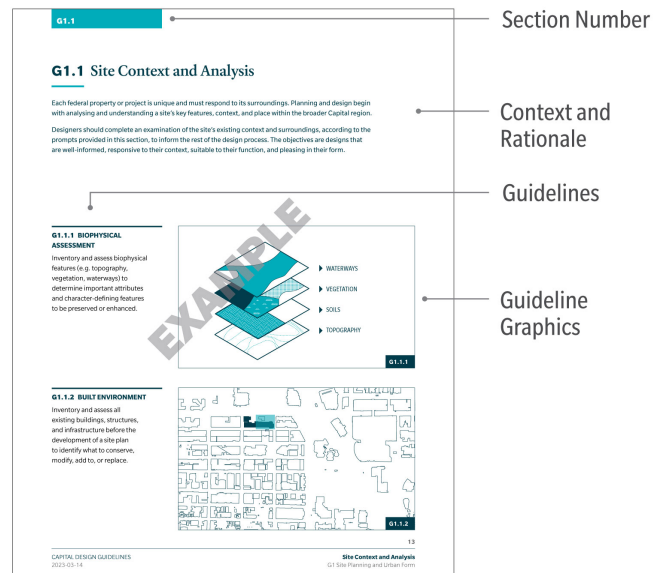 G1.1
Section Number
G1.1 Site Context and Analysis
Each federal property or project is unique and must respond to its surroundings. Planning and design begin
with analysing and understanding a site's key features, context, and place within the broader Capital region.
Context and
Rationale
Designers should complete an examination of the site's existing context and surroundings, according to the
prompts provided in this section, to inform the rest of the design process. The objectives are designs that
are well-informed, responsive to their context, suitable to their function, and pleasing in their form.
Guidelines
G1.1.1 BIOPHYSICAL
ASSESSMENT
Inventory and assess biophysical
features (e.g. topography,
vegetation, waterways) to
determine important attributes
and character-defining features
to be preserved or enhanced.
EXAMPLE
WATERWAYS
VEGETATION
SOILS
TOPOGRAPHY
G1.1.1
Guideline
Graphics
G1.1.2 BUILT ENVIRONMENT
Inventory and assess all
existing buildings, structures,
and infrastructure before the
development of a site plan
to identify what to conserve,
modify, add to, or replace.
G1.1.2
13
CAPITAL DESIGN GUIDELINES
2023-03-14
Site Context and Analysis
G1 Site Planning and Urban Form